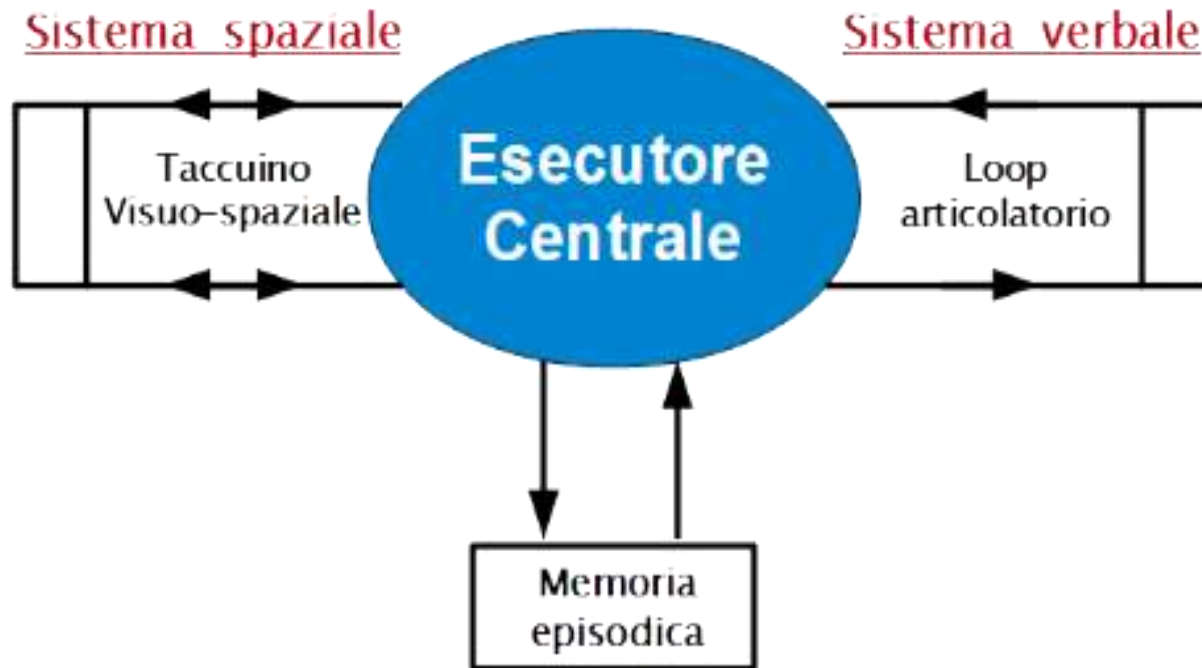 Sistema spaziale
Sistema verbale
Taccuino
Visuo-spaziale
Esecutore
Centrale
Loop
articolatorio
Memoria
episodica